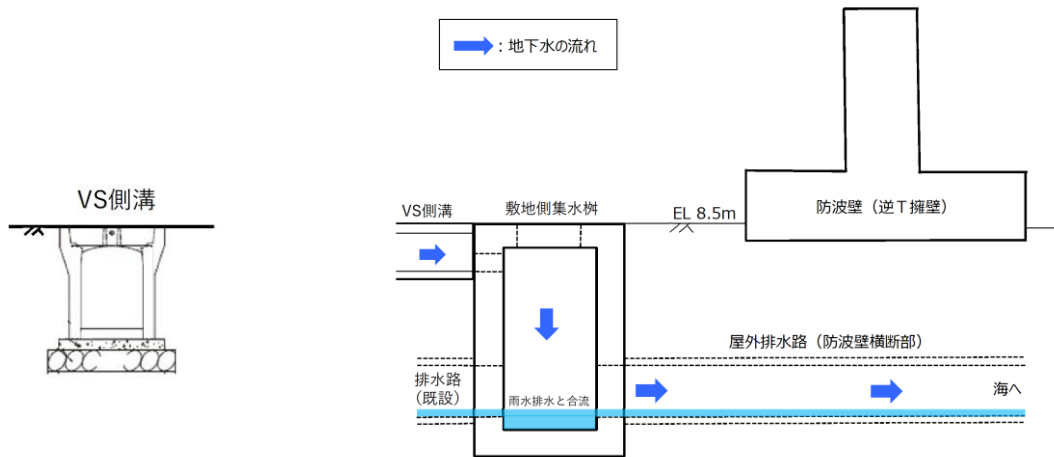 ：地下水の流れ
VS側溝
VS側溝
敷地側集水桝
EL 8.5m
防波壁（逆Ｔ擁壁）
屋外排水路（防波壁横断部）
排水路
（既設）
雨水排水と合流
海へ